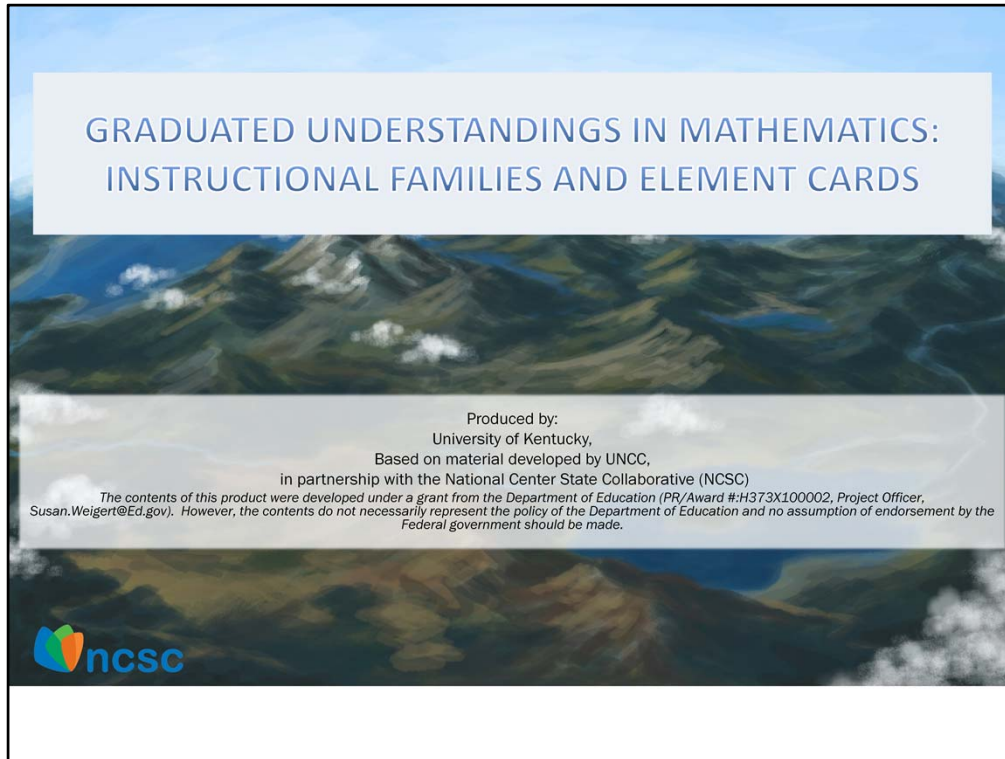 GRADUATED UNDERSTANDINGS IN MATHEMATICS:
INSTRUCTIONAL FAMILIES AND ELEMENT CARDS
Produced by:
University of Kentucky,
Based on material developed by UNCC,
in partnership with the National Center State Collaborative (NCSC)
The contents of this product were developed under a grant from the Department of Education (PR/Award #:H373X100002, Project Officer,
Susan.Weigert@Ed.gov). However, the contents do not necessarily represent the policy of the Department of Education and no assumption of endorsement by the
Federal government should be made.
ncsc